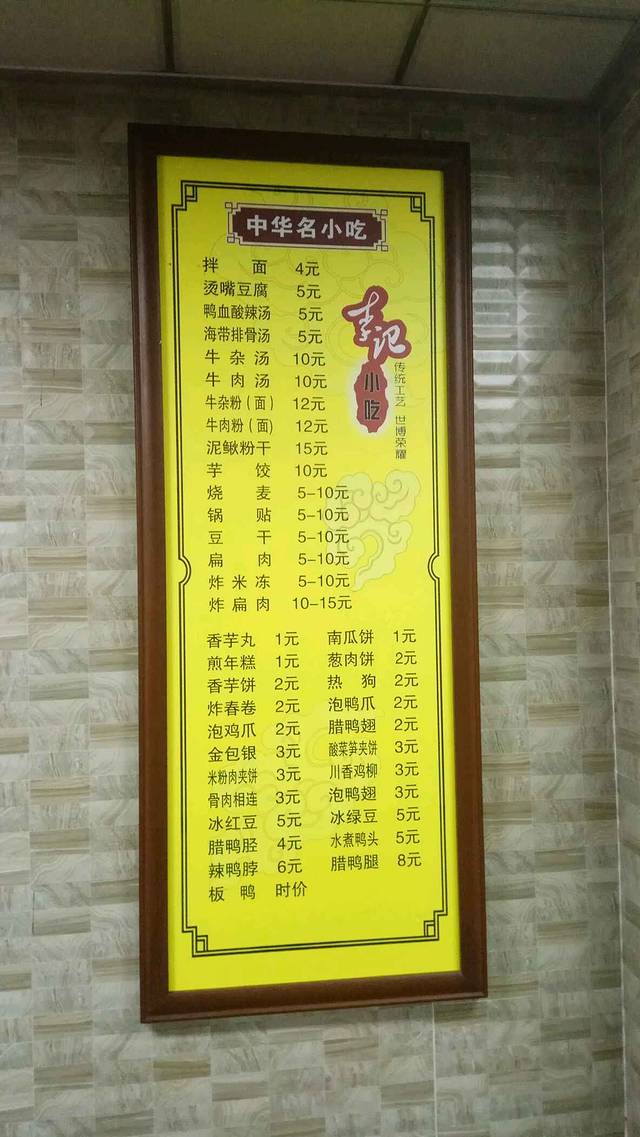 中华名小吃
拌面 4元
烫嘴豆腐 5元
鸭血酸辣汤 5元
海带排骨汤 5元
牛杂汤 10元
牛肉汤 10元
牛杂粉(面) 12元
牛肉粉(面) 12元
泥鳅粉干 15元
芋饺 10元
烧麦 5-10元
锅贴 5-10元
豆干 5-10元
扁肉 5-10元
炸米冻 5-10元
炸扁肉 10-15元
李记
小吃
传统工艺 世博荣耀
香芋丸 1元 南瓜饼 1元
煎年糕 1元 葱肉饼 2元
香芋饼 2元 热狗 2元
炸春卷 2元 泡鸭爪 2元
泡鸡爪 2元 腊鸭翅 2元
金包银 3元 酸菜笋夹饼 3元
米粉肉夹饼 3元 川香鸡柳 3元
骨肉相连 3元 泡鸭翅 3元
冰红豆 5元 冰绿豆 5元
腊鸭胫 4元 水煮鸭头 5元
辣鸭脖 6元 腊鸭腿 8元
板鸭 时价